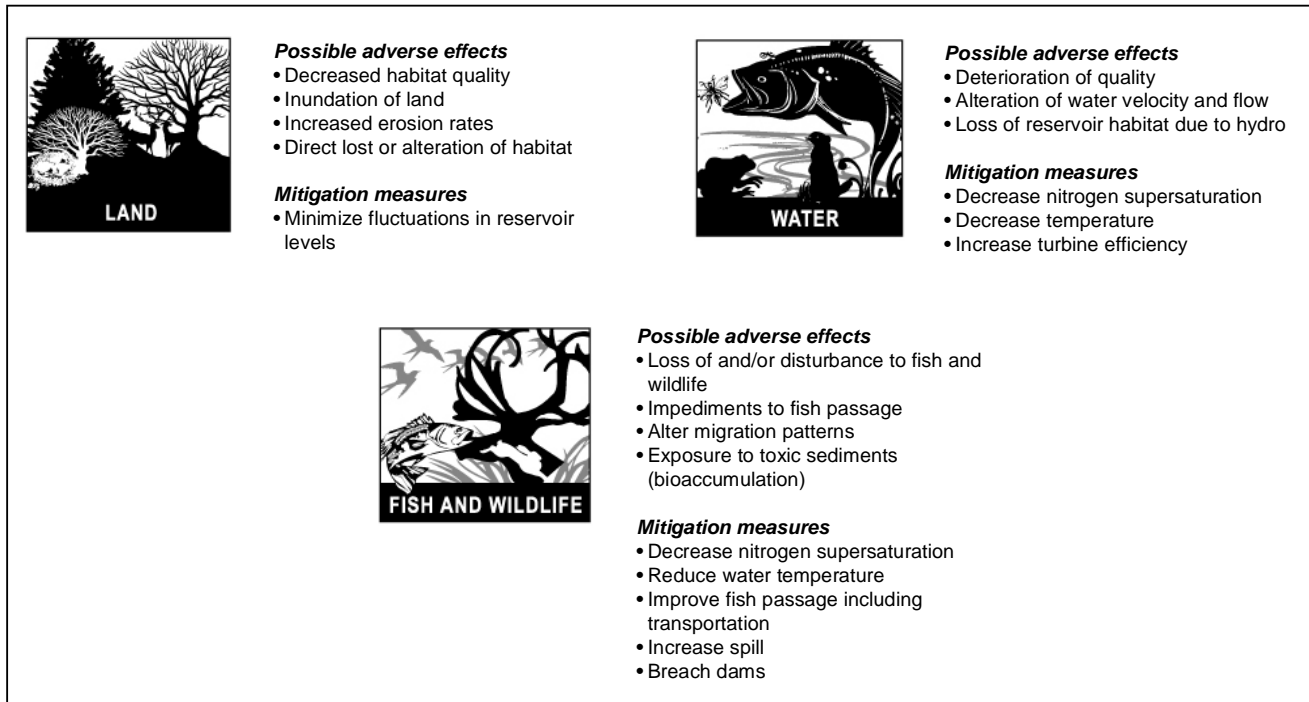 Possible adverse effects
• Decreased habitat quality
• Inundation of land
• Increased erosion rates
• Direct lost or alteration of habitat
Mitigation measures
• Minimize fluctuations in reservoir
levels
LAND
Possible adverse effects
• Deterioration of quality
• Alteration of water velocity and flow
• Loss of reservoir habitat due to hydro
Mitigation measures
• Decrease nitrogen supersaturation
• Decrease temperature
• Increase turbine efficiency
WATER
Possible adverse effects
• Loss of and/or disturbance to fish and
wildlife
• Impediments to fish passage
• Alter migration patterns
• Exposure to toxic sediments
(bioaccumulation)
FISH AND WILDLIFE
Mitigation measures
• Decrease nitrogen supersaturation
• Reduce water temperature
• Improve fish passage including
transportation
• Increase spill
• Breach dams